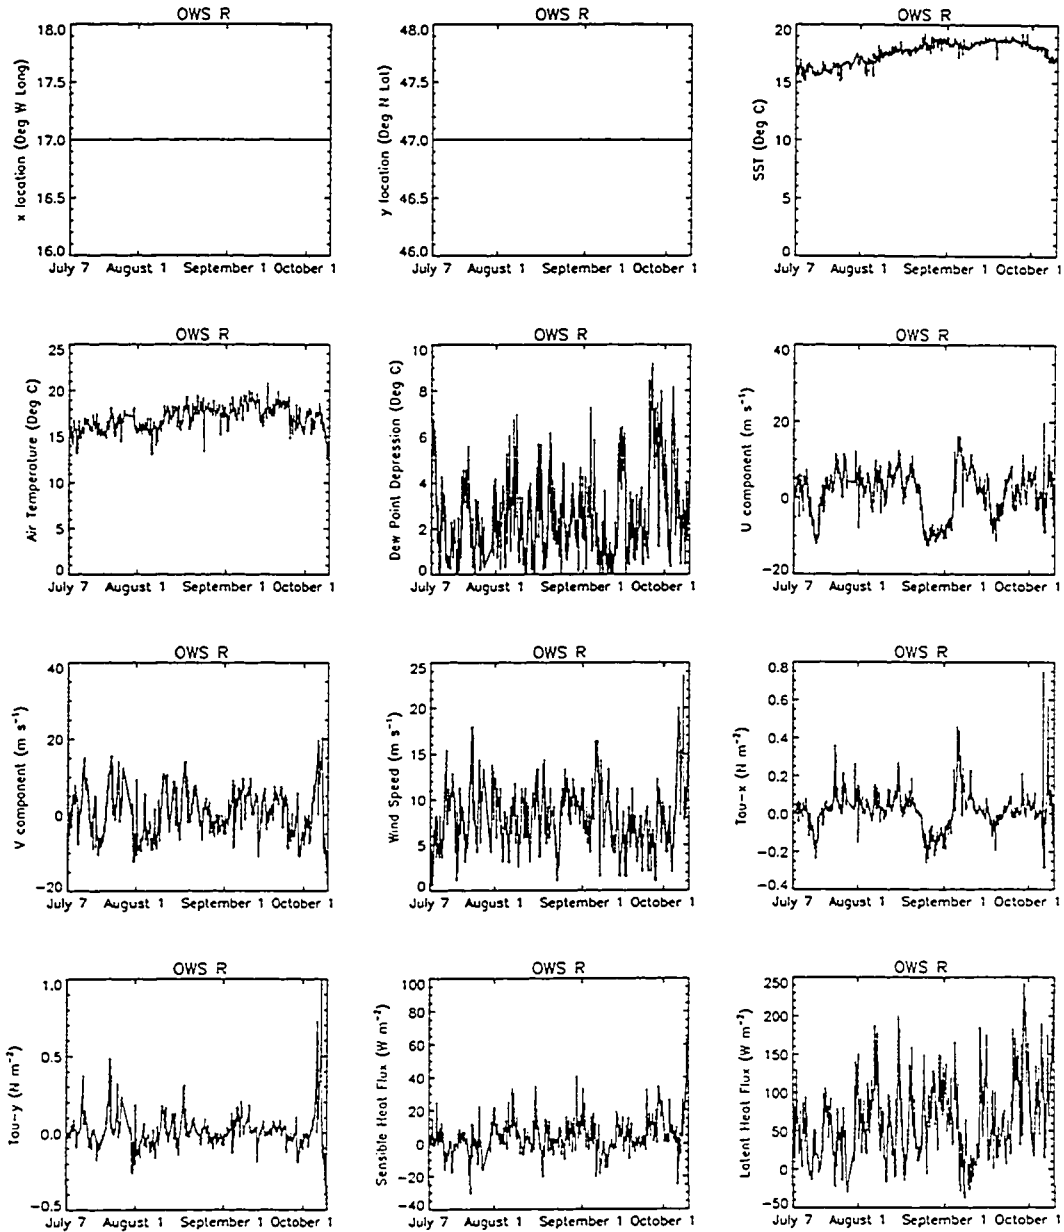 OWS R
18.0
17.5
17.0
16.5
16.0
x location (Deg W Long)
July 7 August 1 September 1 October 1
OWS R
48.0
47.5
47.0
46.5
46.0
y location (Deg N Lat)
July 7 August 1 September 1 October 1
OWS R
20
15
10
5
0
SST (Deg C)
July 7 August 1 September 1 October 1
OWS R
25
20
15
10
5
0
Air Temperature (Deg C)
July 7 August 1 September 1 October 1
OWS R
10
8
6
4
2
0
Dew Point Depression (Deg C)
July 7 August 1 September 1 October 1
OWS R
40
20
0
-20
U component (m s⁻¹)
July 7 August 1 September 1 October 1
OWS R
40
20
0
-20
V component (m s⁻¹)
July 7 August 1 September 1 October 1
OWS R
25
20
15
10
5
0
Wind Speed (m s⁻¹)
July 7 August 1 September 1 October 1
OWS R
0.8
0.6
0.4
0.2
0.0
-0.2
-0.4
Tau-x (N m⁻²)
July 7 August 1 September 1 October 1
OWS R
1.0
0.5
0.0
-0.5
Tau-y (N m⁻²)
July 7 August 1 September 1 October 1
OWS R
100
80
60
40
20
0
-20
-40
Sensible Heat Flux (W m⁻²)
July 7 August 1 September 1 October 1
OWS R
250
200
150
100
50
0
-50
Latent Heat Flux (W m⁻²)
July 7 August 1 September 1 October 1